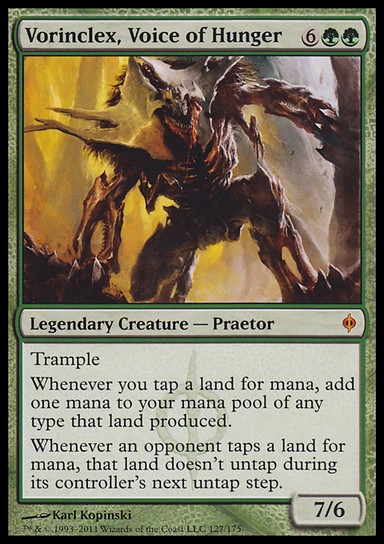 Vorinclex, Voice of Hunger 6
Legendary Creature — Praetor
Trample
Whenever you tap a land for mana, add
one mana to your mana pool of any
type that land produced.
Whenever an opponent taps a land for
mana, that land doesn't untap during
its controller's next untap step.
7/6
Karl Kopinski
™ & © 1993-2011 Wizards of the Coast LLC 127/175